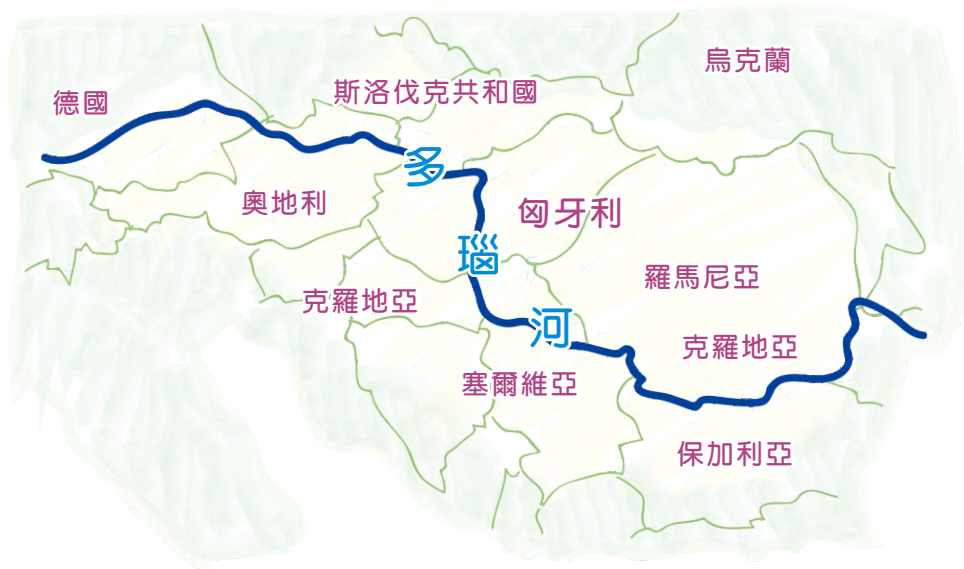 烏克蘭
斯洛伐克共和國
德國
多
瑙
河
奧地利
匈牙利
羅馬尼亞
克羅地亞
克羅地亞
塞爾維亞
保加利亞